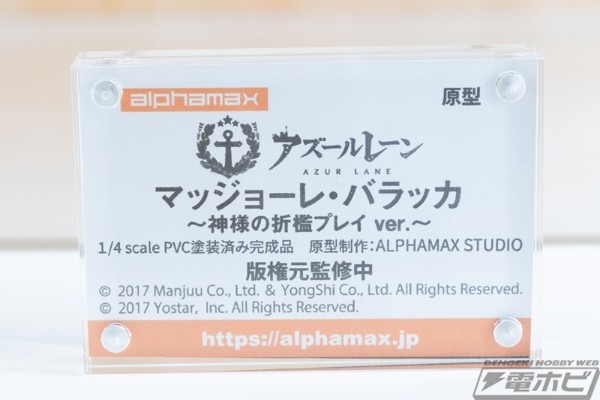 alphamax
原型
アズールレーン
AZUR LANE
マッジョーレ・バラッカ
～神様の折檻プレイ ver.～
1/4 scale PVC塗装済み完成品 原型制作：ALPHAMAX STUDIO
版権元監修中
© 2017 Manjuu Co., Ltd. & YongShi Co., Ltd. All Rights Reserved.
© 2017 Yostar, Inc. All Rights Reserved.
https://alphamax.jp
DENGEKI HOBBY WEB
電ホビ